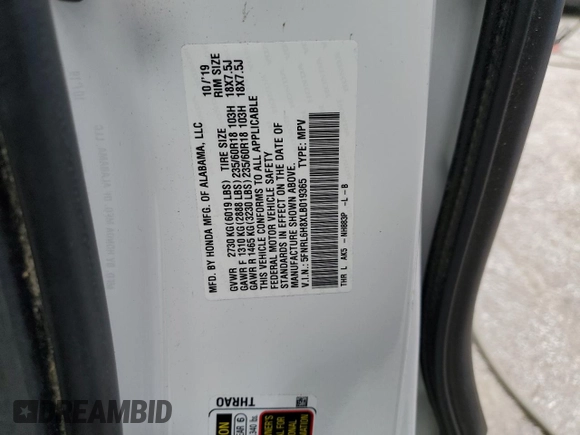 MFD. BY HONDA MFG. OF ALABAMA, LLC 10/'19
GVWR 2730 KG(6019 LBS) TIRE SIZE RIM SIZE
GAWR F 1310 KG(2888 LBS) 235/60R18 103H 18X7.5J
GAWR R 1465 KG(3230 LBS) 235/60R18 103H 18X7.5J
THIS VEHICLE CONFORMS TO ALL APPLICABLE
FEDERAL MOTOR VEHICLE SAFETY
STANDARDS IN EFFECT ON THE DATE OF
MANUFACTURE SHOWN ABOVE.
V.I.N.: 5FNRL6H8XLB019365 TYPE: MPV
THR L AK5 - NH883P -L -B
THRA0
DREAMBID